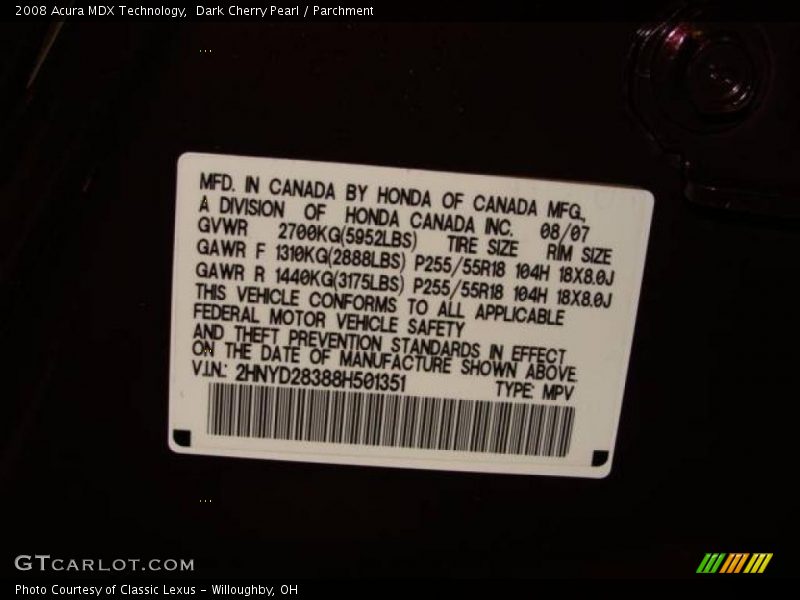 2008 Acura MDX Technology, Dark Cherry Pearl / Parchment
MFD. IN CANADA BY HONDA OF CANADA MFG.,
A DIVISION OF HONDA CANADA INC. 08/07
GVWR 2700KG(5952LBS) TIRE SIZE RIM SIZE
GAWR F 1310KG(2888LBS) P255/55R18 104H 18X8.0J
GAWR R 1440KG(3175LBS) P255/55R18 104H 18X8.0J
THIS VEHICLE CONFORMS TO ALL APPLICABLE
FEDERAL MOTOR VEHICLE SAFETY
AND THEFT PREVENTION STANDARDS IN EFFECT
ON THE DATE OF MANUFACTURE SHOWN ABOVE.
V.I.N.: 2HNYD28388H501351 TYPE: MPV
GTCARLOT.COM
Photo Courtesy of Classic Lexus - Willoughby, OH